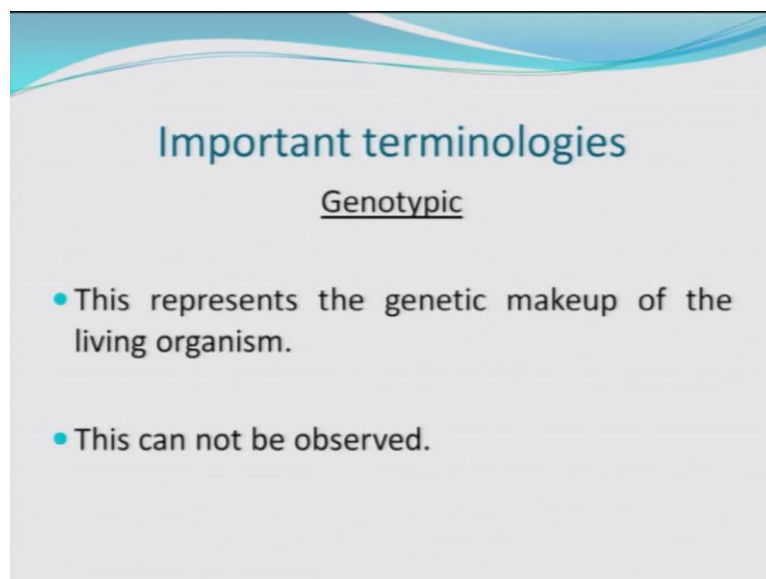 Important terminologies
Genotypic
This represents the genetic makeup of the
living organism.
This can not be observed.